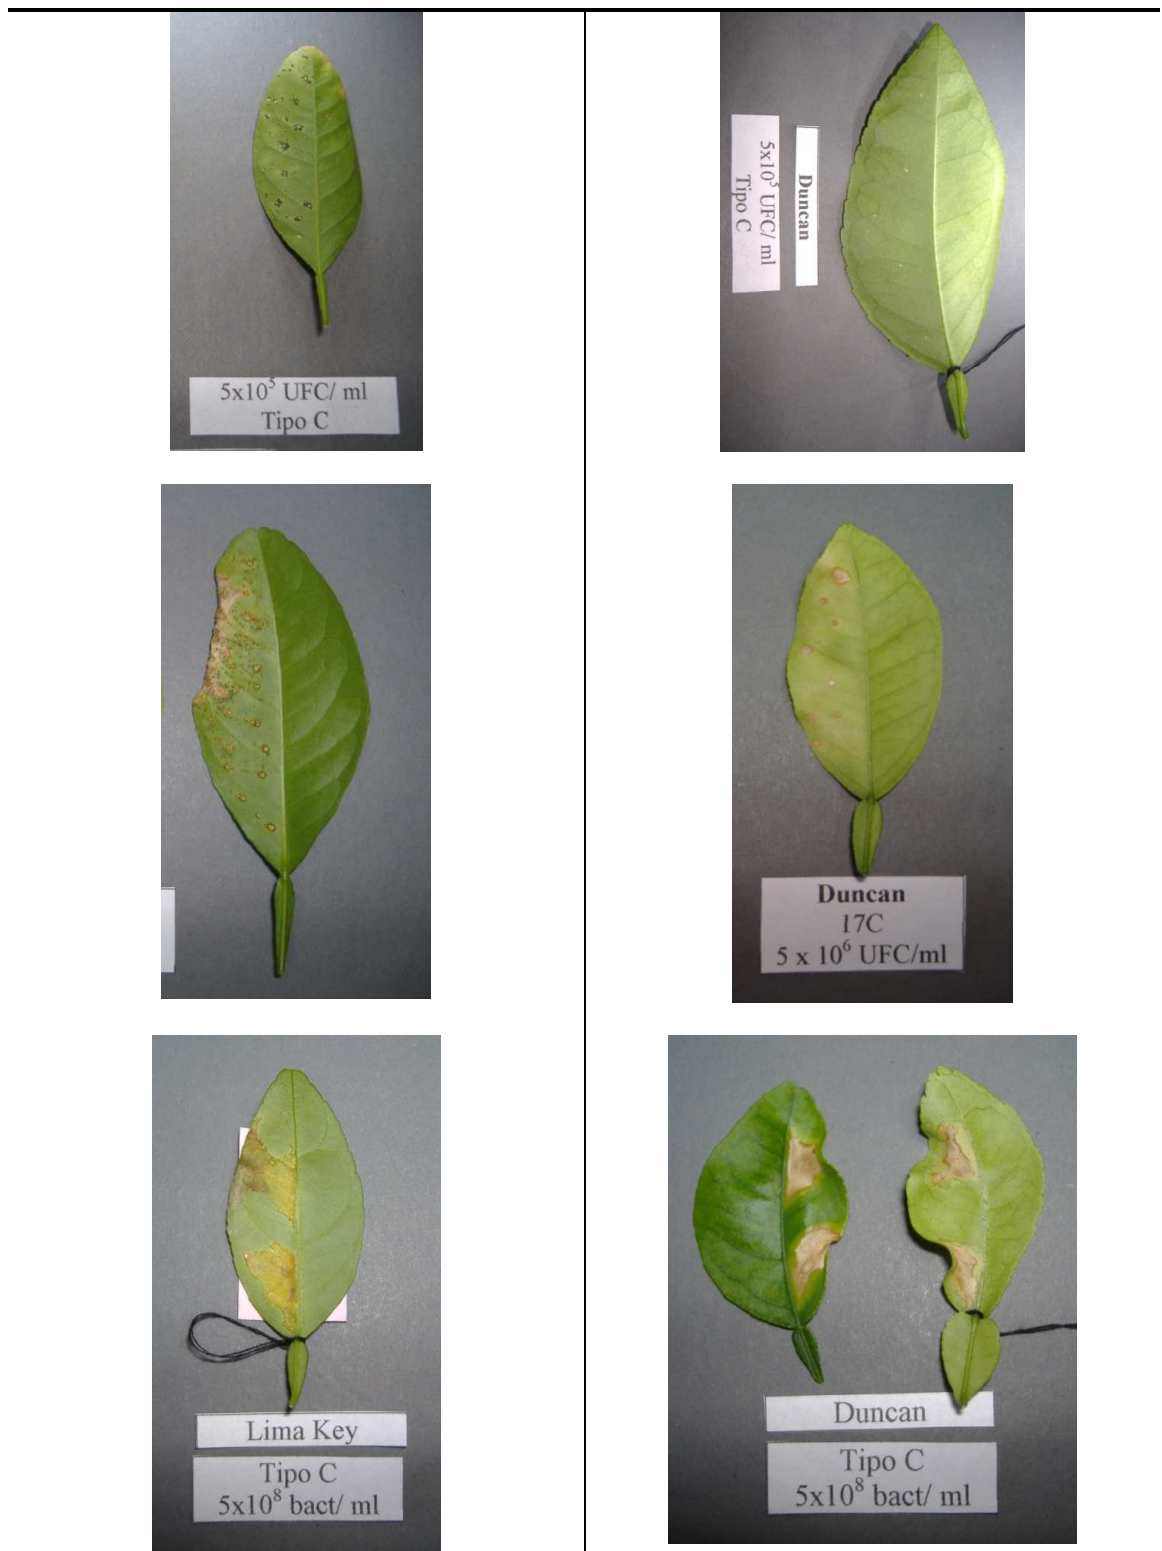 5x10⁵ UFC/ ml
Tipo C
Duncan
5x10⁵ UFC/ ml
Tipo C
Duncan
17C
5 x 10⁶ UFC/ml
Lima Key
Tipo C
5x10⁸ bact/ ml
Duncan
Tipo C
5x10⁸ bact/ ml